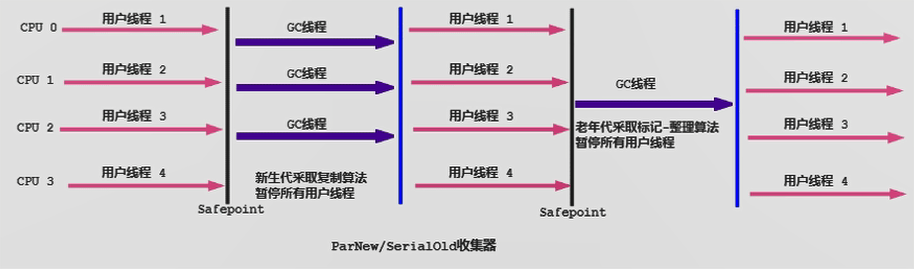 CPU 0 用户线程 1 GC线程 用户线程 1 用户线程 1
CPU 1 用户线程 2 GC线程 用户线程 2 GC线程 用户线程 2
CPU 2 用户线程 3 GC线程 用户线程 3 用户线程 3
老年代采取标记-整理算法
暂停所有用户线程
CPU 3 用户线程 4 用户线程 4 用户线程 4
新生代采取复制算法
暂停所有用户线程
Safepoint Safepoint
ParNew/SerialOld收集器